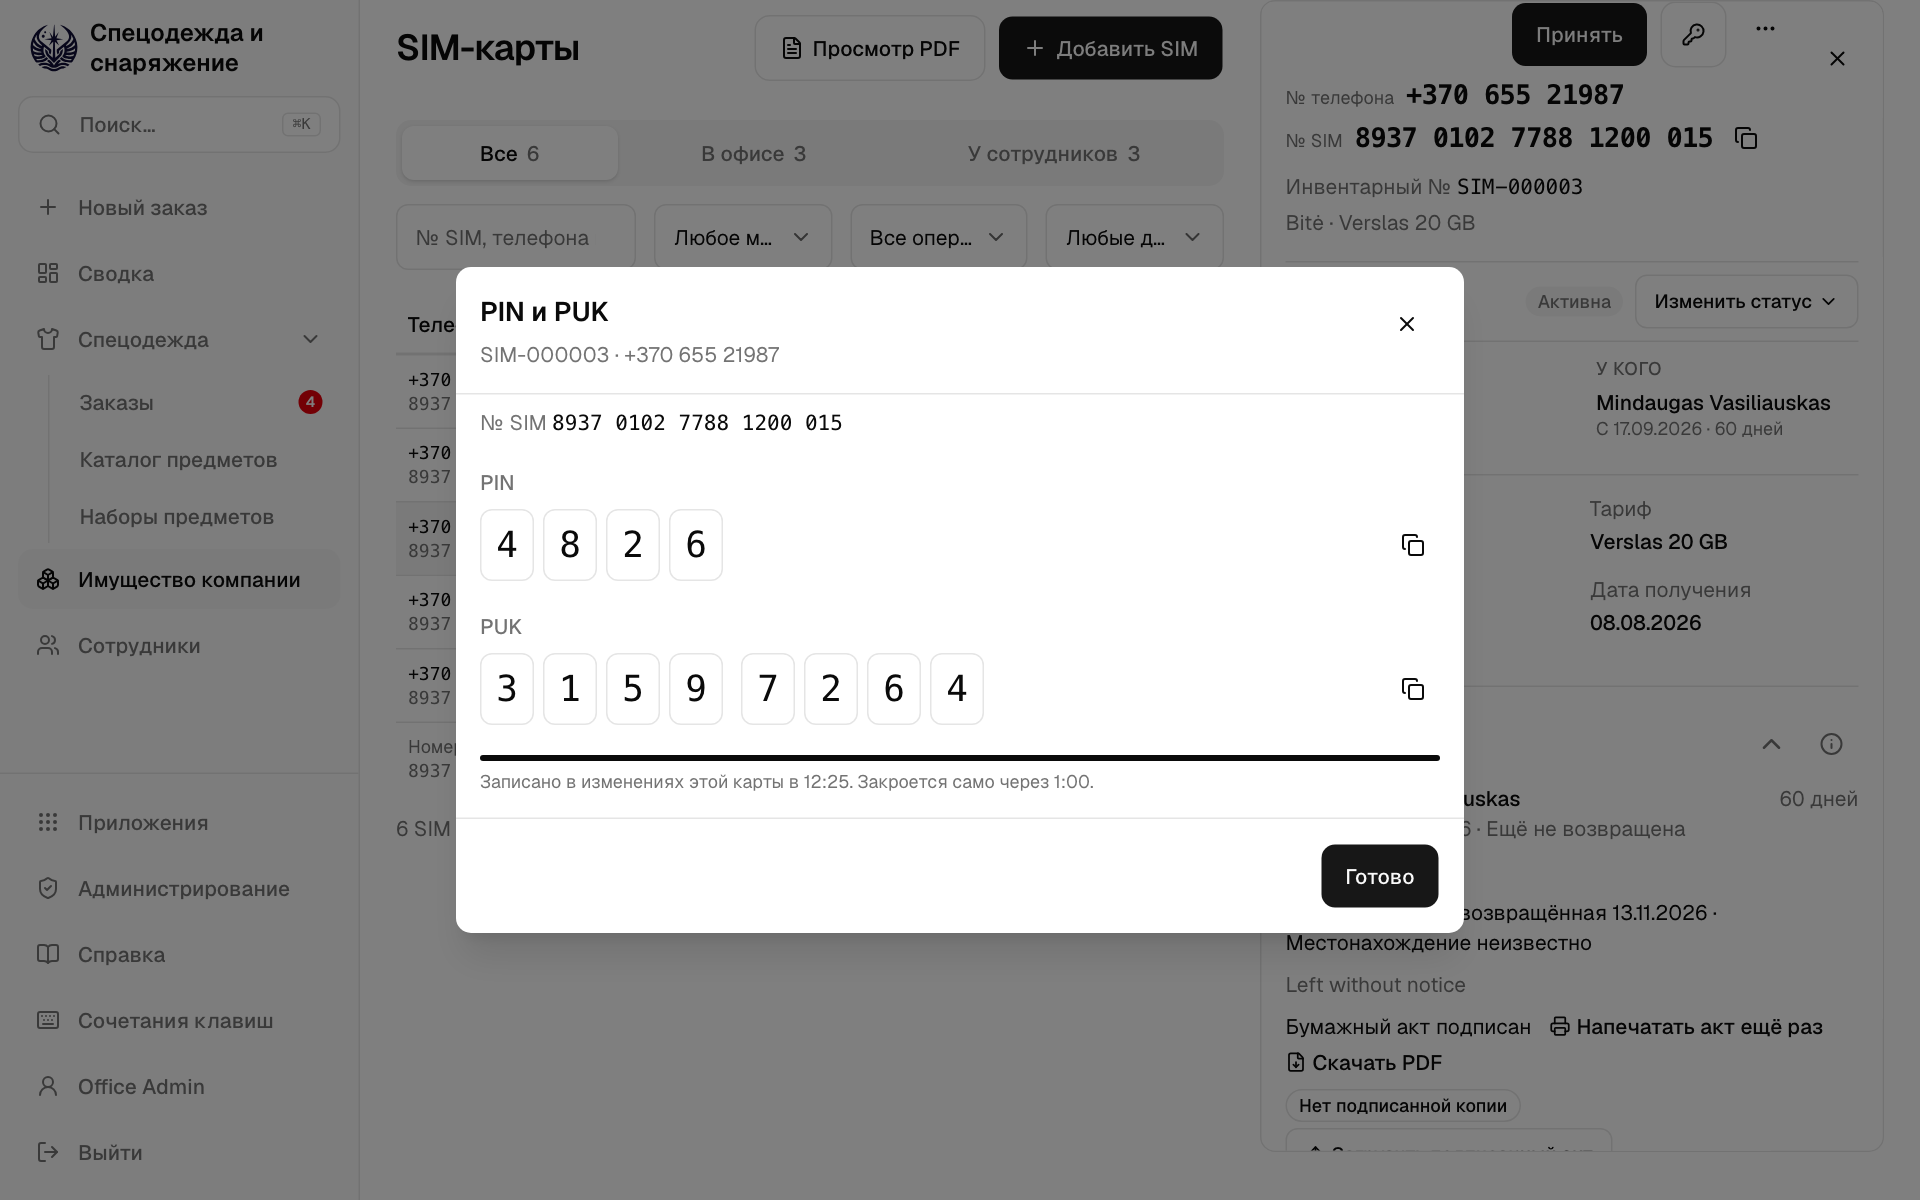 Спецодежда и
снаряжение
Поиск...
⌘K
Новый заказ
Сводка
Спецодежда
Заказы
4
Каталог предметов
Наборы предметов
Имущество компании
Сотрудники
Приложения
Администрирование
Справка
Сочетания клавиш
Office Admin
Выйти
SIM-карты
Просмотр PDF
Добавить SIM
Все 6
В офисе 3
У сотрудников 3
№ SIM, телефона
Любое м...
Все опер...
Любые д...
+370
8937
+370
8937
+370
8937
+370
8937
+370
8937
8937
6 SIM
PIN и PUK
SIM-000003 · +370 655 21987
№ SIM 8937 0102 7788 1200 015
PIN
4 8 2 6
PUK
3 1 5 9 7 2 6 4
Записано в изменениях этой карты в 12:25. Закроется само через 1:00.
Готово
Принять
№ телефона +370 655 21987
№ SIM 8937 0102 7788 1200 015
Инвентарный № SIM-000003
Bitė · Verslas 20 GB
Активна
Изменить статус
У КОГО
Mindaugas Vasiliauskas
С 17.09.2026 · 60 дней
Тариф
Verslas 20 GB
Дата получения
08.08.2026
60 дней
· Ещё не возвращена
возвращённая 13.11.2026 ·
Местонахождение неизвестно
Left without notice
Бумажный акт подписан
Напечатать акт ещё раз
Скачать PDF
Нет подписанной копии